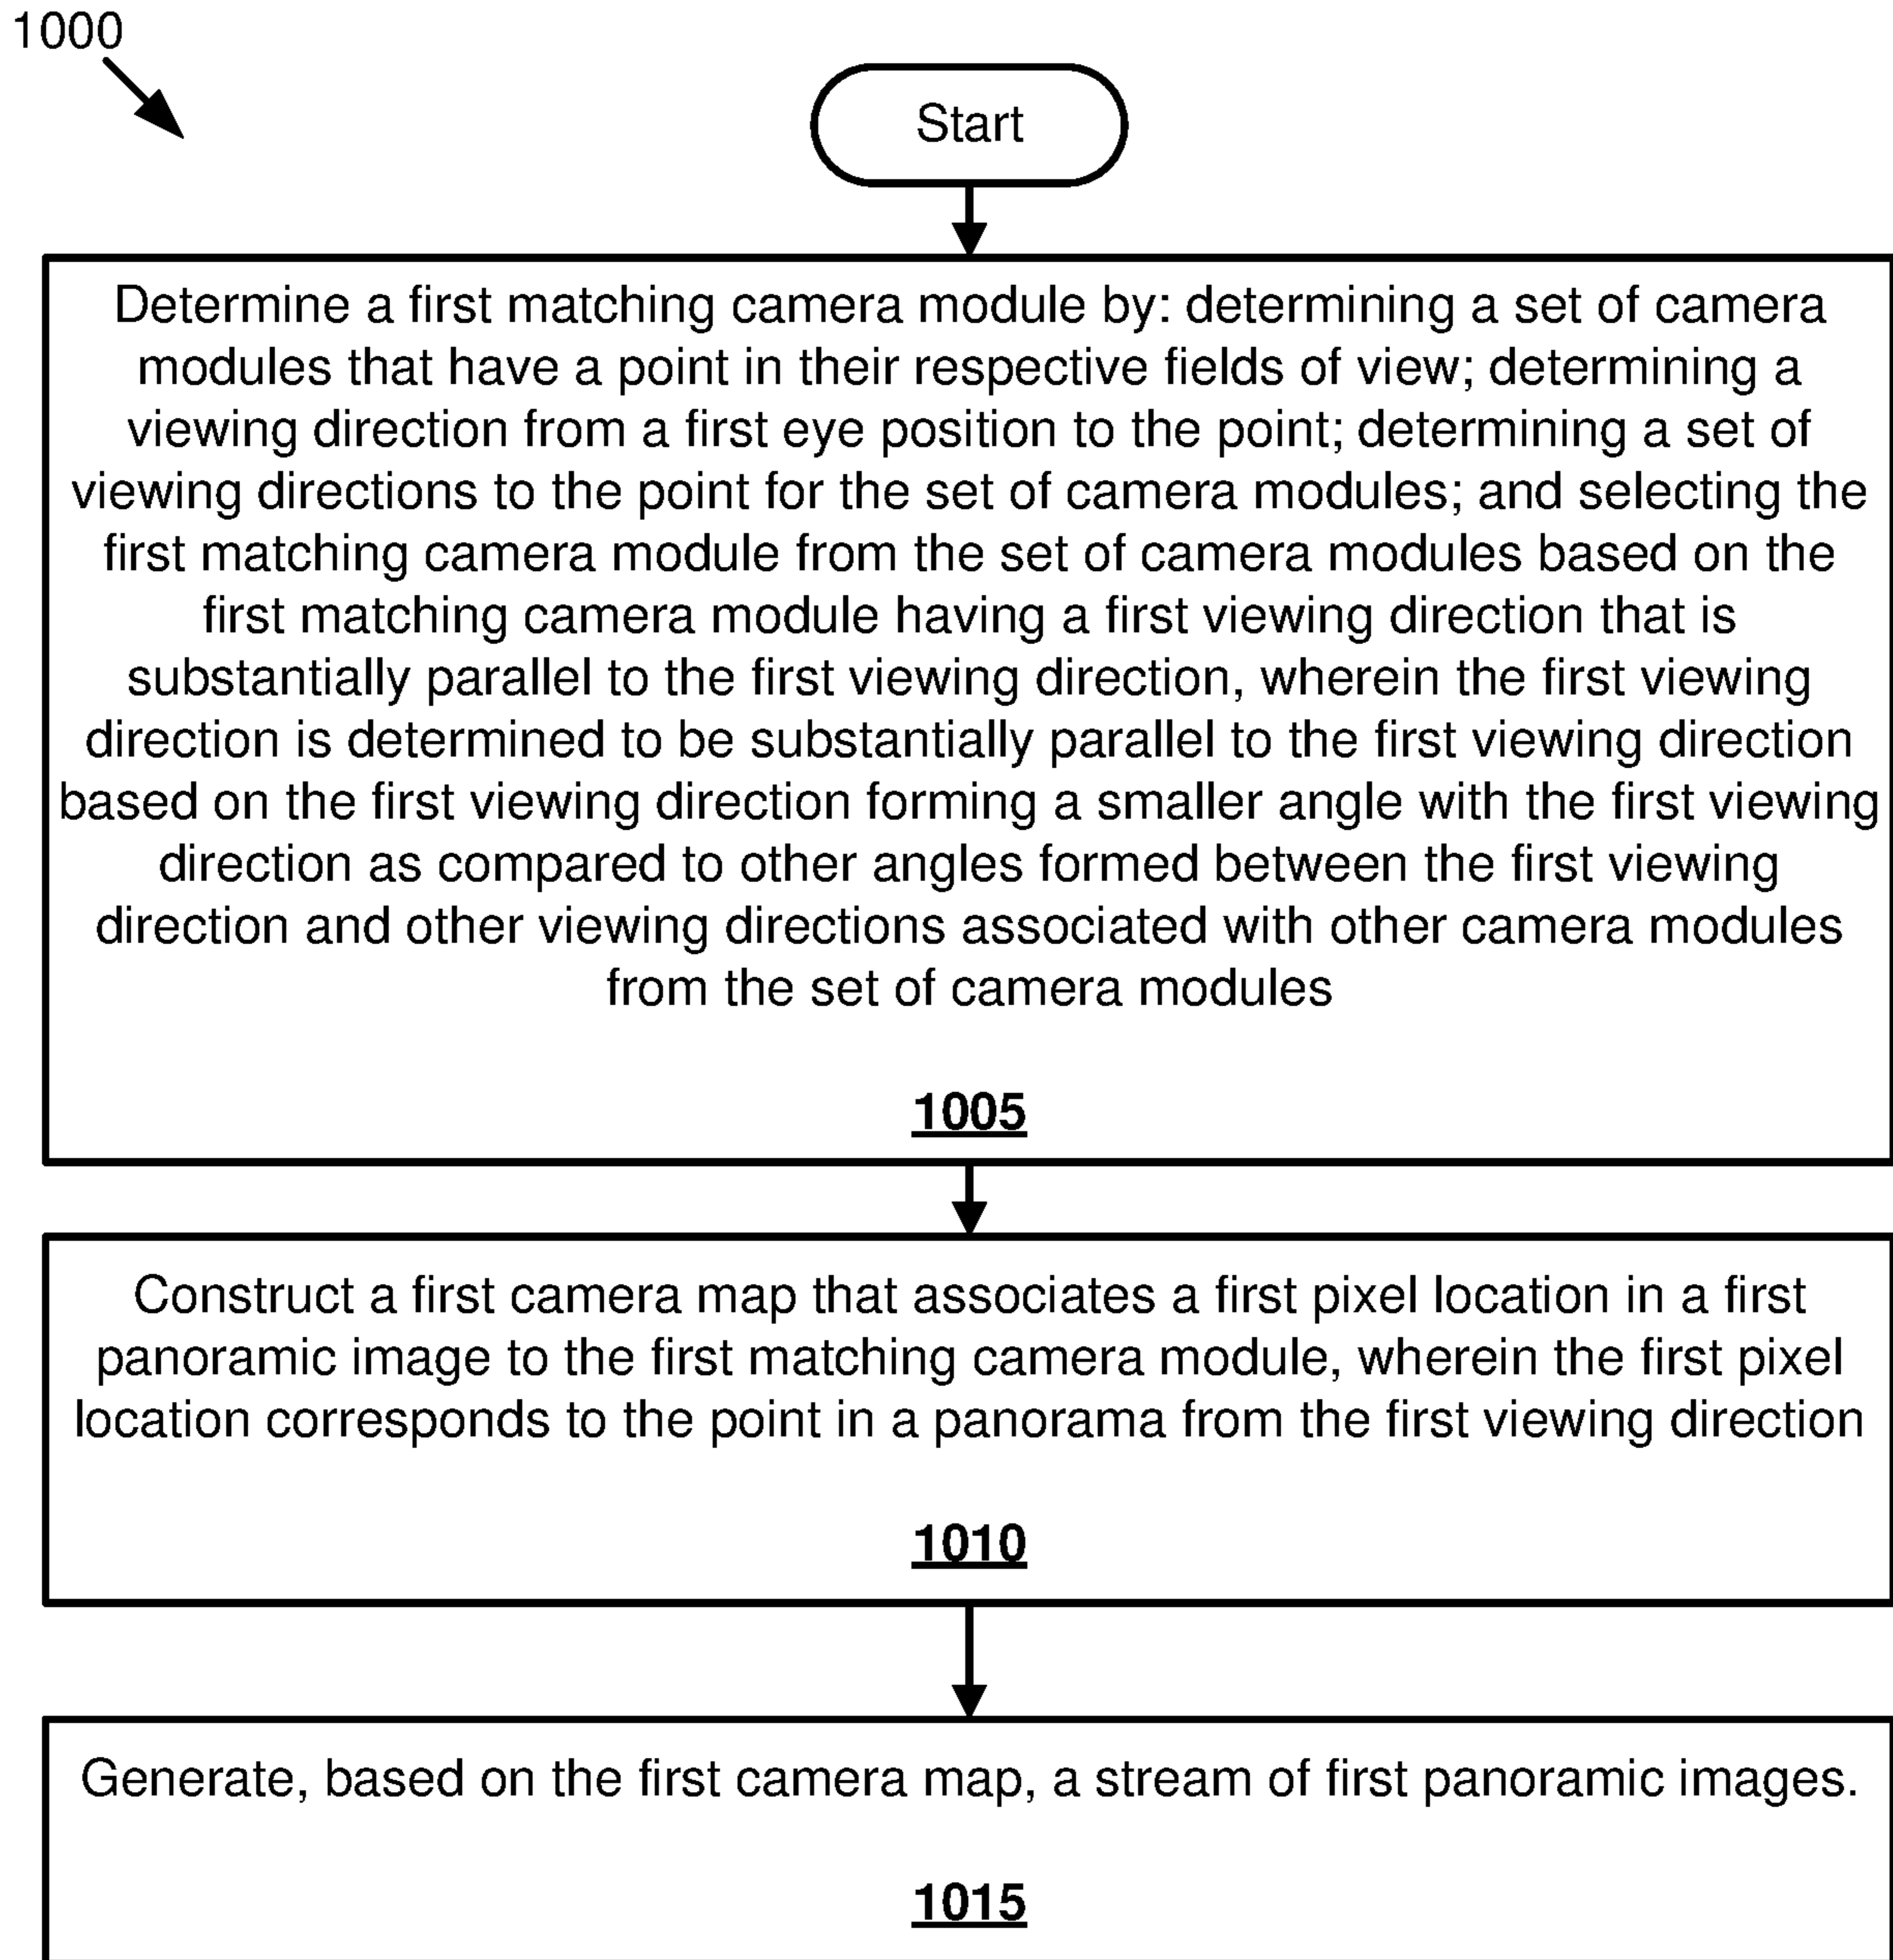 1000
Start
Determine a first matching camera module by: determining a set of camera
modules that have a point in their respective fields of view; determining a
viewing direction from a first eye position to the point; determining a set of
viewing directions to the point for the set of camera modules; and selecting the
first matching camera module from the set of camera modules based on the
first matching camera module having a first viewing direction that is
substantially parallel to the first viewing direction, wherein the first viewing
direction is determined to be substantially parallel to the first viewing direction
based on the first viewing direction forming a smaller angle with the first viewing
direction as compared to other angles formed between the first viewing
direction and other viewing directions associated with other camera modules
from the set of camera modules
1005
Construct a first camera map that associates a first pixel location in a first
panoramic image to the first matching camera module, wherein the first pixel
location corresponds to the point in a panorama from the first viewing direction
1010
Generate, based on the first camera map, a stream of first panoramic images.
1015